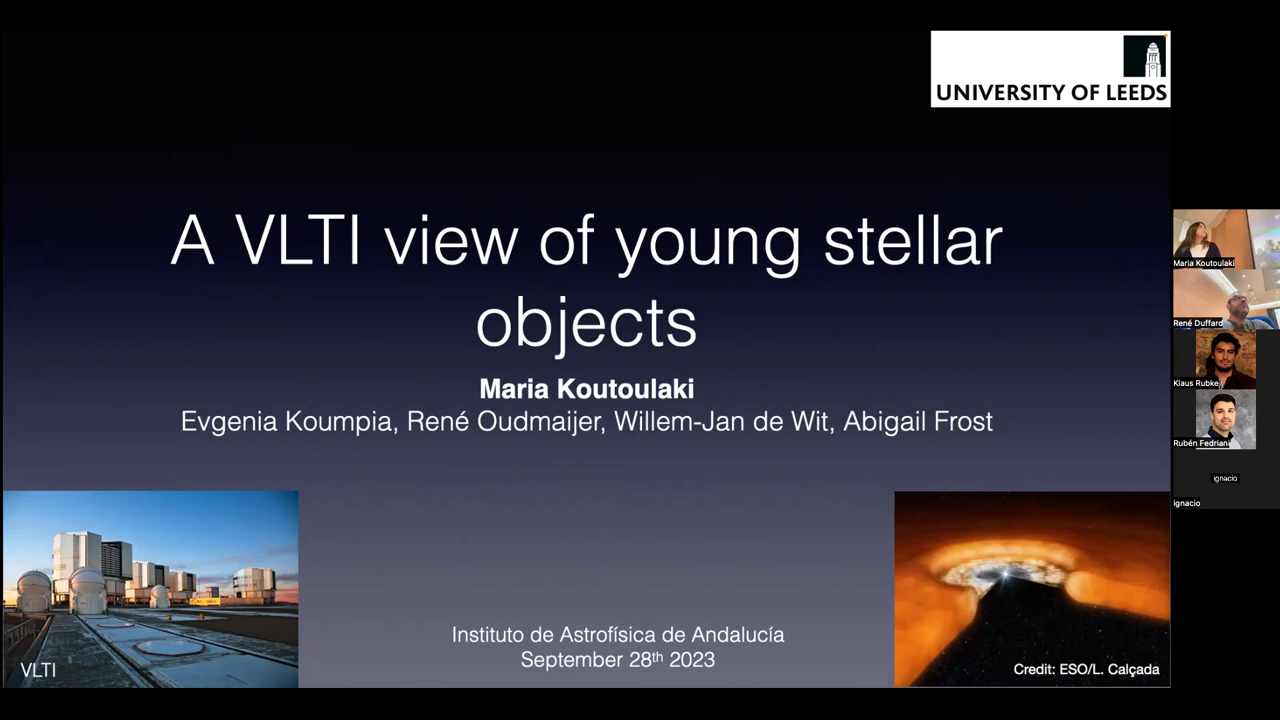 UNIVERSITY OF LEEDS
A VLTI view of young stellar
objects
Maria Koutoulaki
Evgenia Koumpia, René Oudmaijer, Willem-Jan de Wit, Abigail Frost
Instituto de Astrofísica de Andalucía
September 28th 2023
VLTI
Credit: ESO/L. Calçada
Maria Koutoulaki
René Duffard
Klaus Rubke
Rubén Fedriani
ignacio
ignacio